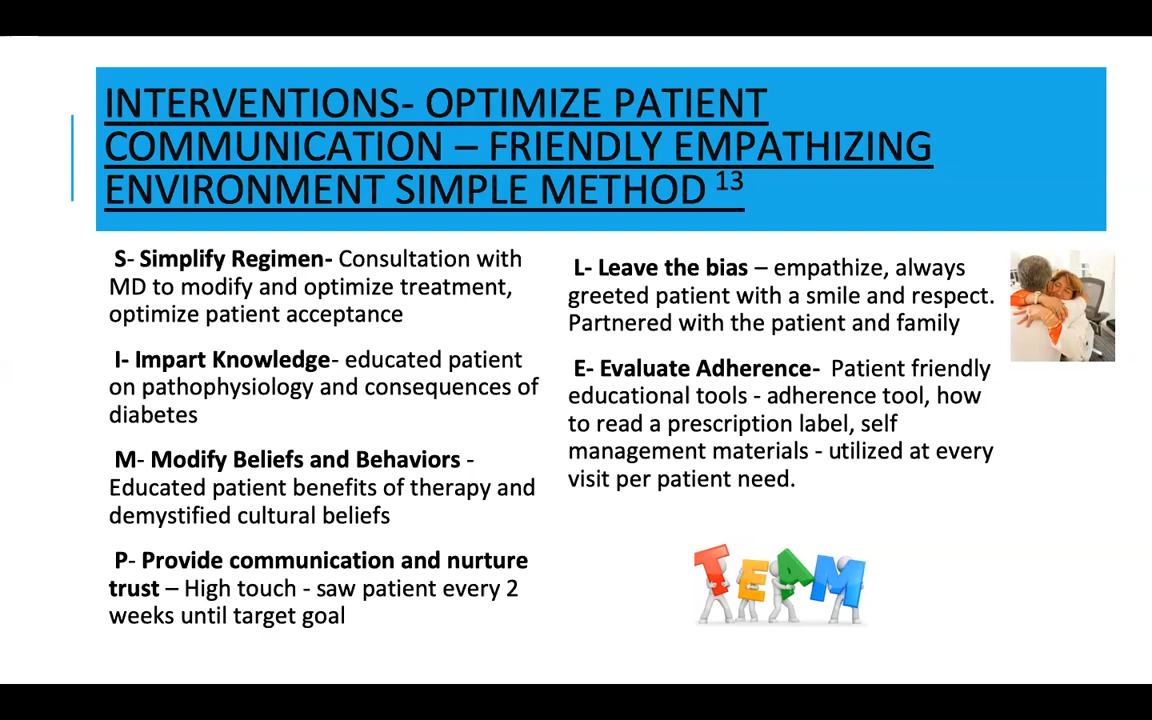 INTERVENTIONS- OPTIMIZE PATIENT
COMMUNICATION – FRIENDLY EMPATHIZING
ENVIRONMENT SIMPLE METHOD 13
S- Simplify Regimen- Consultation with
MD to modify and optimize treatment,
optimize patient acceptance
I- Impart Knowledge- educated patient
on pathophysiology and consequences of
diabetes
M- Modify Beliefs and Behaviors -
Educated patient benefits of therapy and
demystified cultural beliefs
P- Provide communication and nurture
trust – High touch - saw patient every 2
weeks until target goal
L- Leave the bias – empathize, always
greeted patient with a smile and respect.
Partnered with the patient and family
E- Evaluate Adherence- Patient friendly
educational tools - adherence tool, how
to read a prescription label, self
management materials - utilized at every
visit per patient need.
TEAM